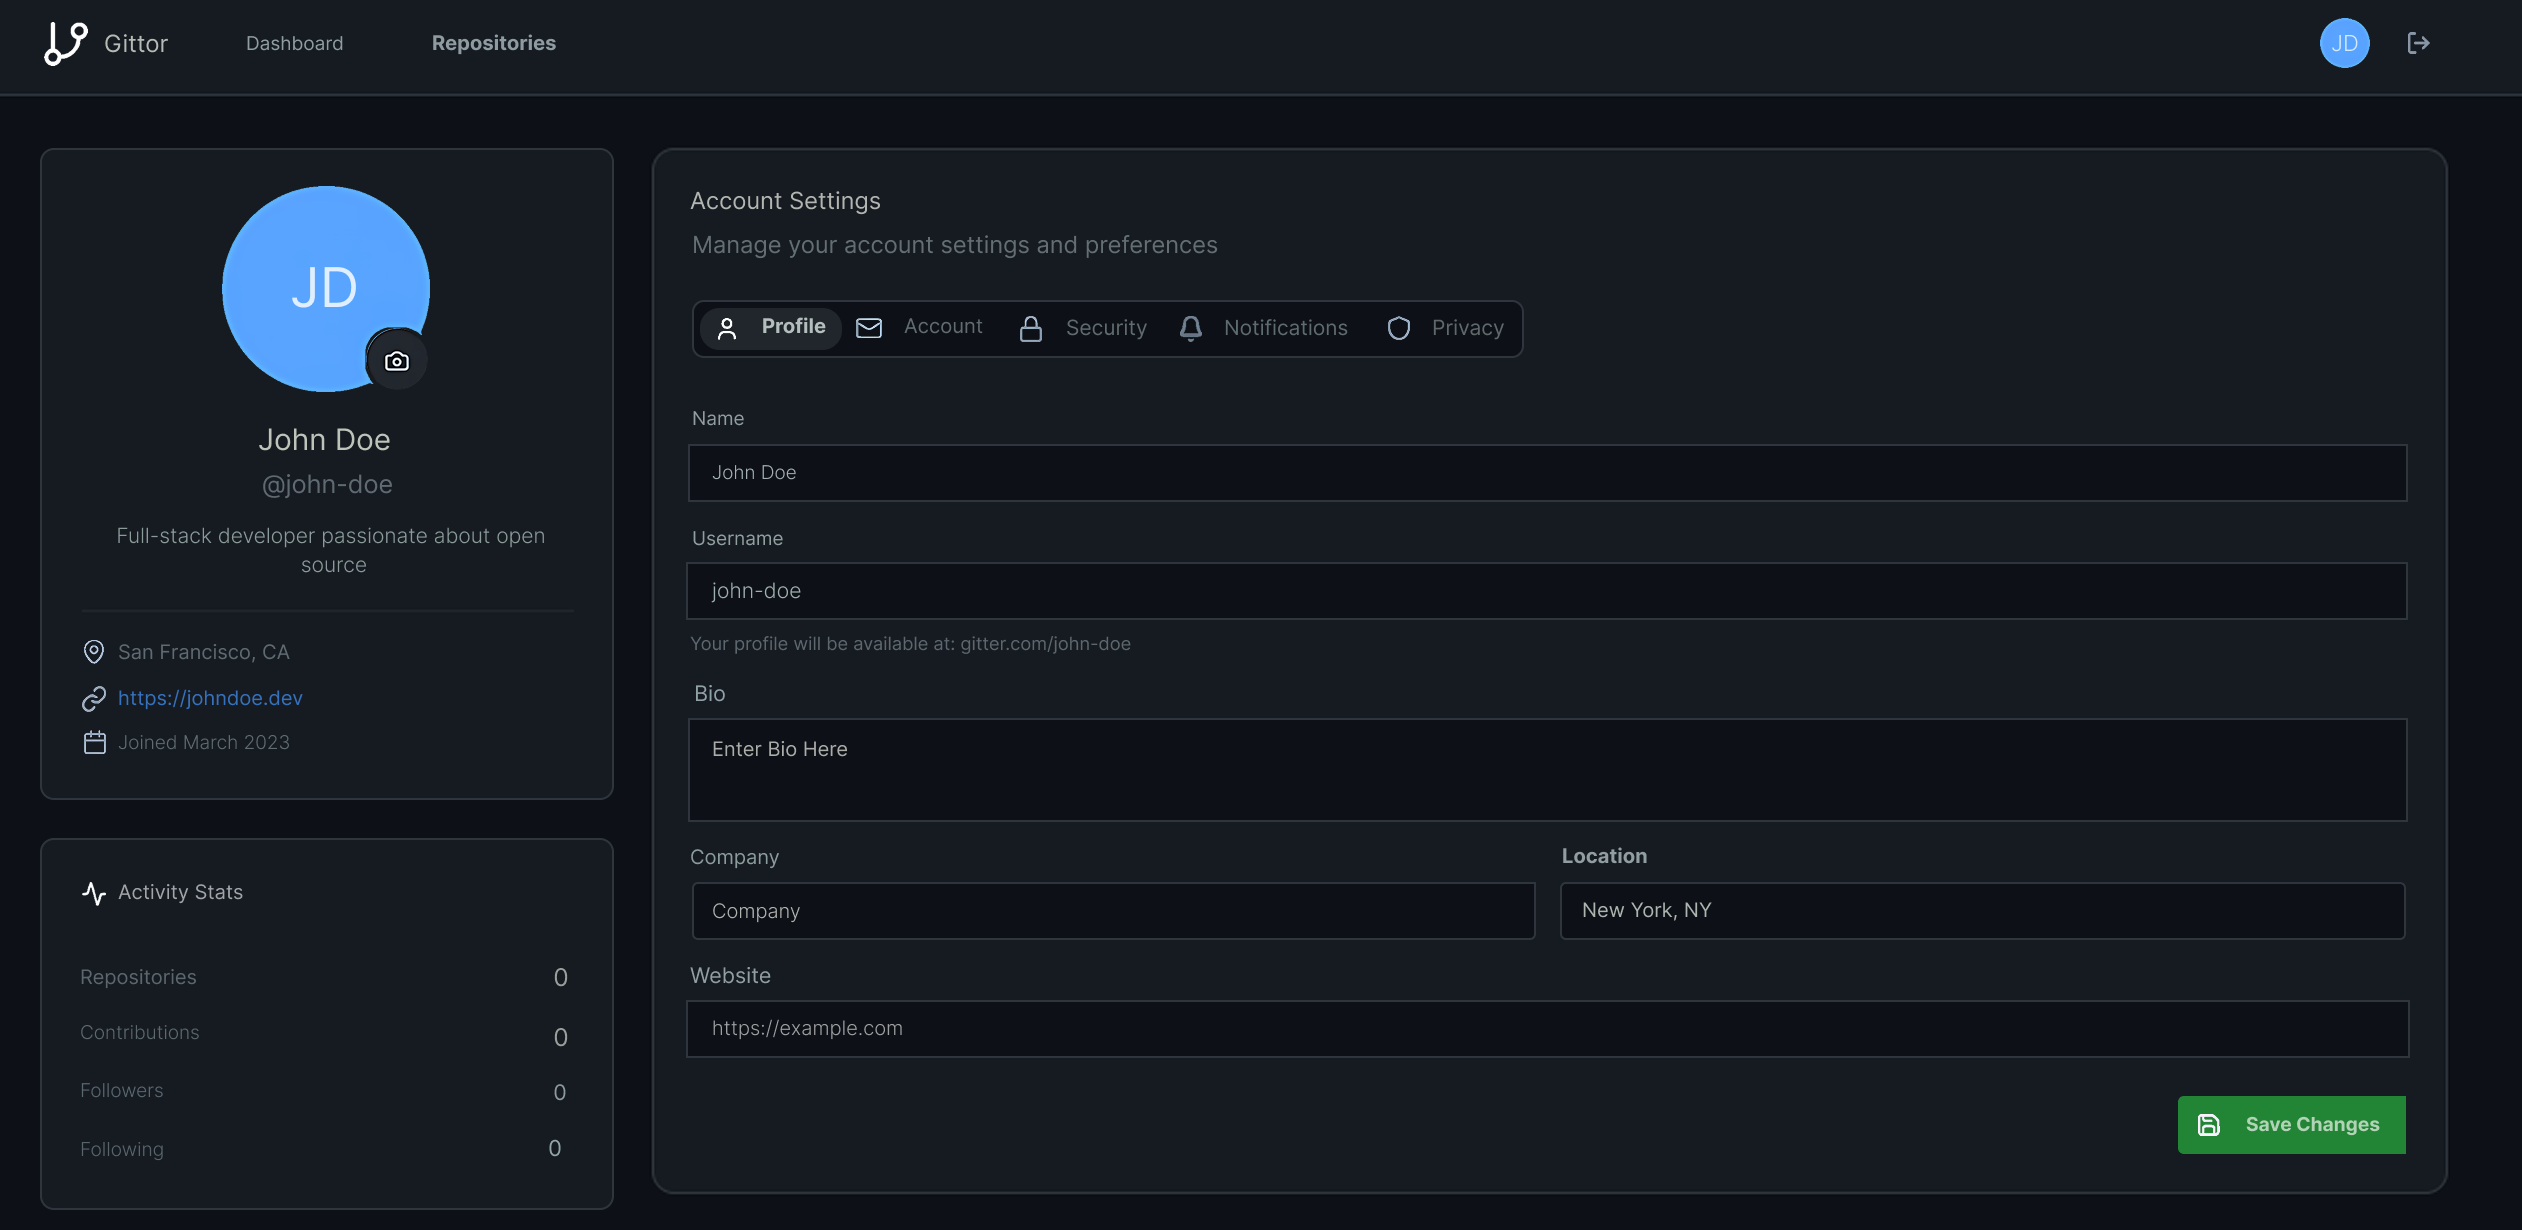 Gittor
Dashboard
Repositories
JD
JD
John Doe
@john-doe
Full-stack developer passionate about open
source
San Francisco, CA
https://johndoe.dev
Joined March 2023
Activity Stats
Repositories 0
Contributions 0
Followers 0
Following 0
Account Settings
Manage your account settings and preferences
Profile
Account
Security
Notifications
Privacy
Name
John Doe
Username
john-doe
Your profile will be available at: gitter.com/john-doe
Bio
Enter Bio Here
Company
Company
Location
New York, NY
Website
https://example.com
Save Changes